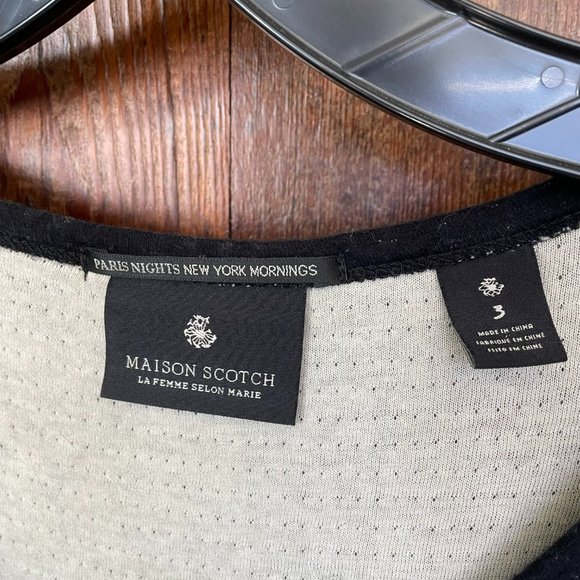 PARIS NIGHTS NEW YORK MORNINGS
MAISON SCOTCH
LA FEMME SELON MARIE
3
MADE IN CHINA
FABRIQUÉ EN CHINE
FEITO EM CHINE